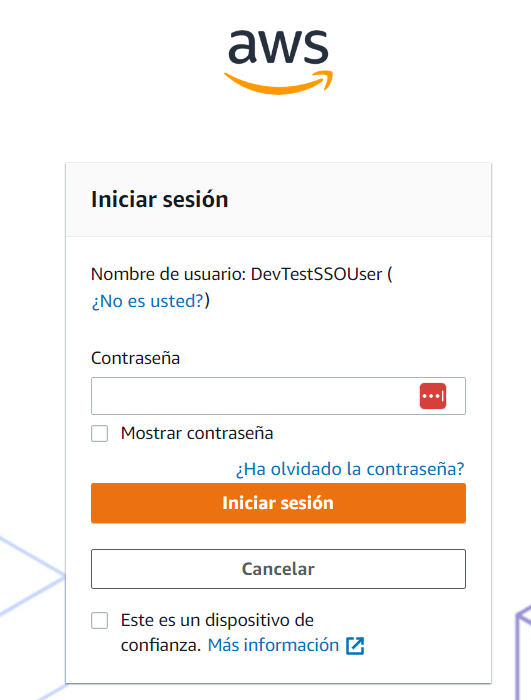 aws
Iniciar sesión
Nombre de usuario: DevTestSSOUser (
¿No es usted?)
Contraseña
Mostrar contraseña
¿Ha olvidado la contraseña?
Iniciar sesión
Cancelar
Este es un dispositivo de
confianza. Más información